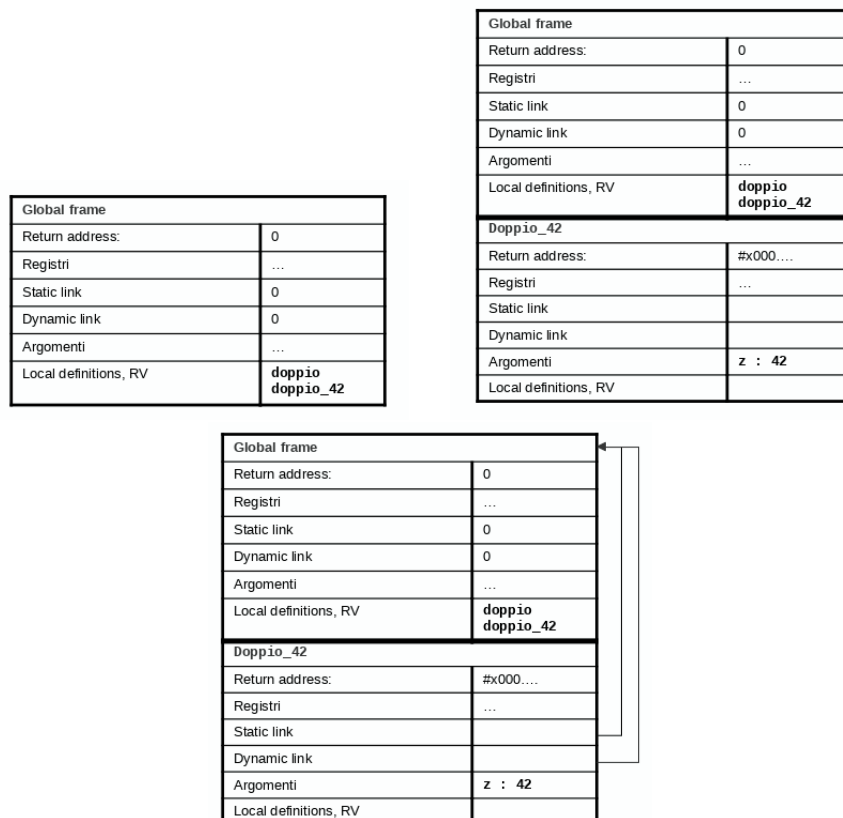 Global frame
Return address: 0
Registri ...
Static link 0
Dynamic link 0
Argomenti ...
Local definitions, RV doppio
doppio_42
Global frame
Return address: 0
Registri ...
Static link 0
Dynamic link 0
Argomenti ...
Local definitions, RV doppio
doppio_42
Doppio_42
Return address: #x000....
Registri ...
Static link
Dynamic link
Argomenti z : 42
Local definitions, RV
Global frame
Return address: 0
Registri ...
Static link 0
Dynamic link 0
Argomenti ...
Local definitions, RV doppio
doppio_42
Doppio_42
Return address: #x000....
Registri ...
Static link
Dynamic link
Argomenti z : 42
Local definitions, RV